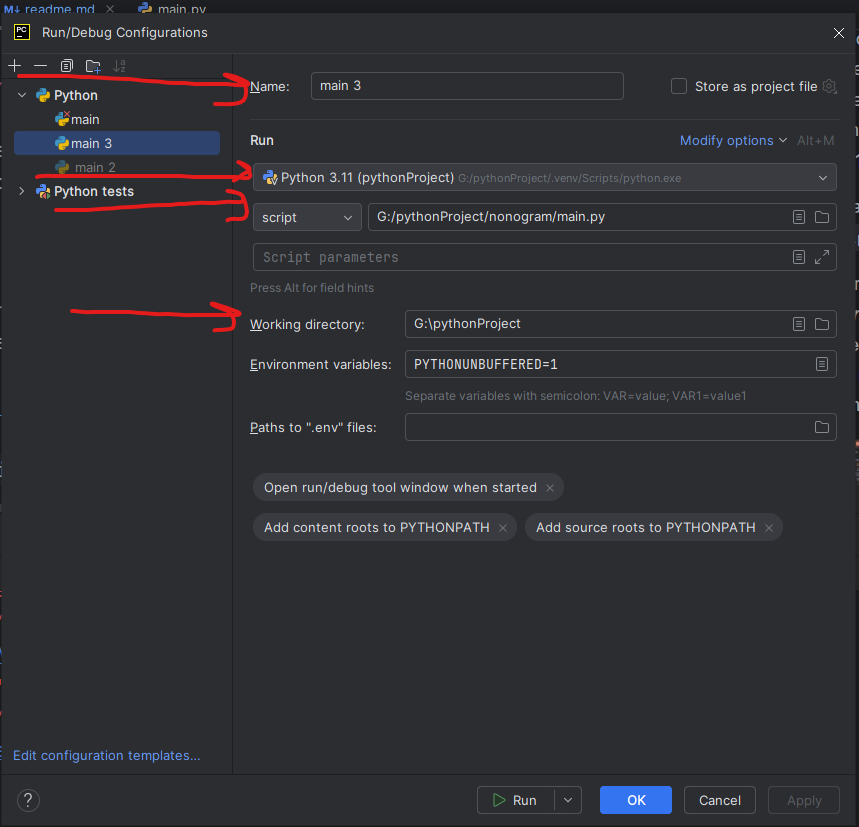 readme.md main.py
PC
Run/Debug Configurations
Python
main
main 3
main 2
Python tests
Edit configuration templates...
Name: main 3 Store as project file
Run Modify options Alt+M
Python 3.11 (pythonProject) G:/pythonProject/.venv/Scripts/python.exe
script G:/pythonProject/nonogram/main.py
Script parameters
Press Alt for field hints
Working directory: G:\pythonProject
Environment variables: PYTHONUNBUFFERED=1
Separate variables with semicolon: VAR=value; VAR1=value1
Paths to ".env" files:
Open run/debug tool window when started
Add content roots to PYTHONPATH Add source roots to PYTHONPATH
? Run OK Cancel Apply